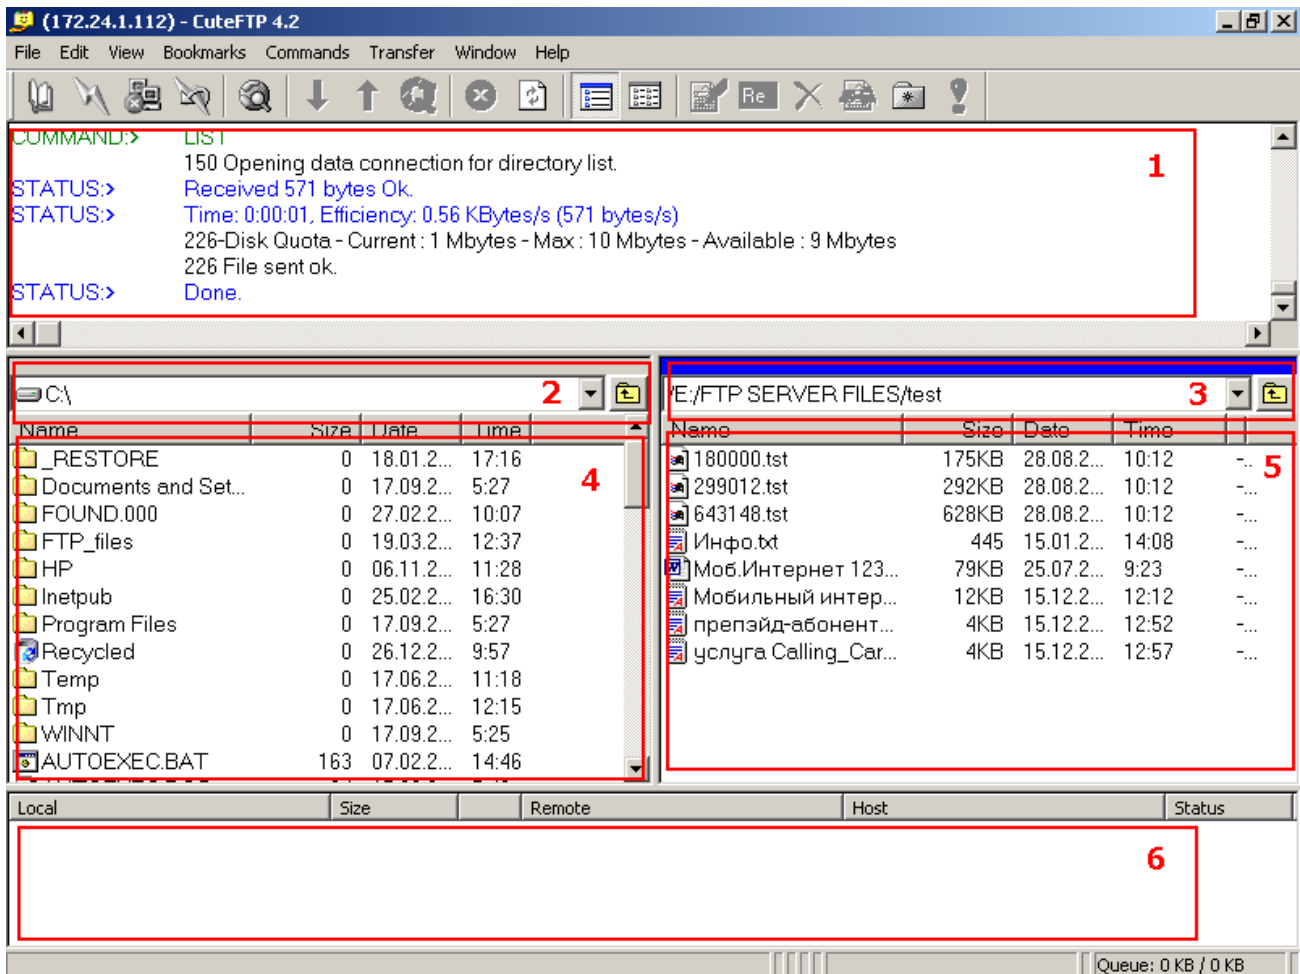 (172.24.1.112) - CuteFTP 4.2
File Edit View Bookmarks Commands Transfer Window Help
Re
COMMAND:> LIST
1
150 Opening data connection for directory list.
STATUS:> Received 571 bytes Ok.
STATUS:> Time: 0:00:01, Efficiency: 0.56 KBytes/s (571 bytes/s)
226-Disk Quota - Current : 1 Mbytes - Max : 10 Mbytes - Available : 9 Mbytes
226 File sent ok.
STATUS:> Done.
C:\ 2
Name Size Date Time
_RESTORE 0 18.01.2... 17:16
4
Documents and Set... 0 17.09.2... 5:27
FOUND.000 0 27.02.2... 10:07
FTP_files 0 19.03.2... 12:37
HP 0 06.11.2... 11:28
Inetpub 0 25.02.2... 16:30
Program Files 0 17.09.2... 5:27
Recycled 0 26.12.2... 9:57
Temp 0 17.06.2... 11:18
Tmp 0 17.06.2... 12:15
WINNT 0 17.09.2... 5:25
AUTOEXEC.BAT 163 07.02.2... 14:46
/E:/FTP SERVER FILES/test 3
Name Size Date Time
180000.tst 175KB 28.08.2... 10:12 -...
5
299012.tst 292KB 28.08.2... 10:12 -...
643148.tst 628KB 28.08.2... 10:12 -...
Инфо.txt 445 15.01.2... 14:08 -...
Моб.Интернет 123... 79KB 25.07.2... 9:23 -...
Мобильный интер... 12KB 15.12.2... 12:12 -...
препэйд-абонент... 4KB 15.12.2... 12:52 -...
услуга Calling_Car... 4KB 15.12.2... 12:57 -...
Local Size Remote Host Status
6
Queue: 0 KB / 0 KB